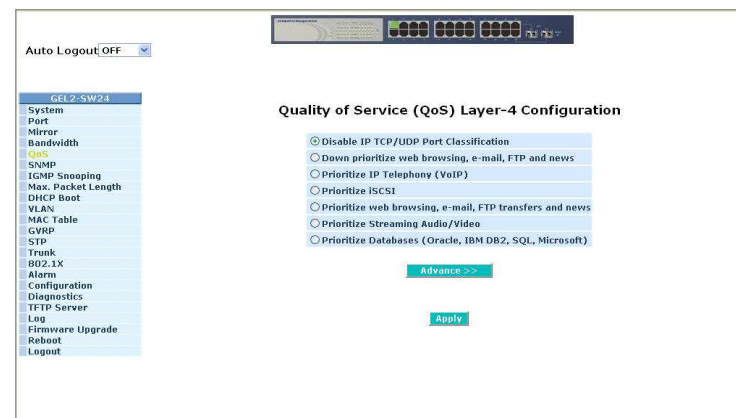 Auto Logout OFF
GEL2-SW24
System
Port
Mirror
Bandwidth
QoS
SNMP
IGMP Snooping
Max. Packet Length
DHCP Boot
VLAN
MAC Table
GVRP
STP
Trunk
802.1X
Alarm
Configuration
Diagnostics
TFTP Server
Log
Firmware Upgrade
Reboot
Logout
Quality of Service (QoS) Layer-4 Configuration
Disable IP TCP/UDP Port Classification
Down prioritize web browsing, e-mail, FTP and news
Prioritize IP Telephony (VoIP)
Prioritize iSCSI
Prioritize web browsing, e-mail, FTP transfers and news
Prioritize Streaming Audio/Video
Prioritize Databases (Oracle, IBM DB2, SQL, Microsoft)
Advance >>
Apply